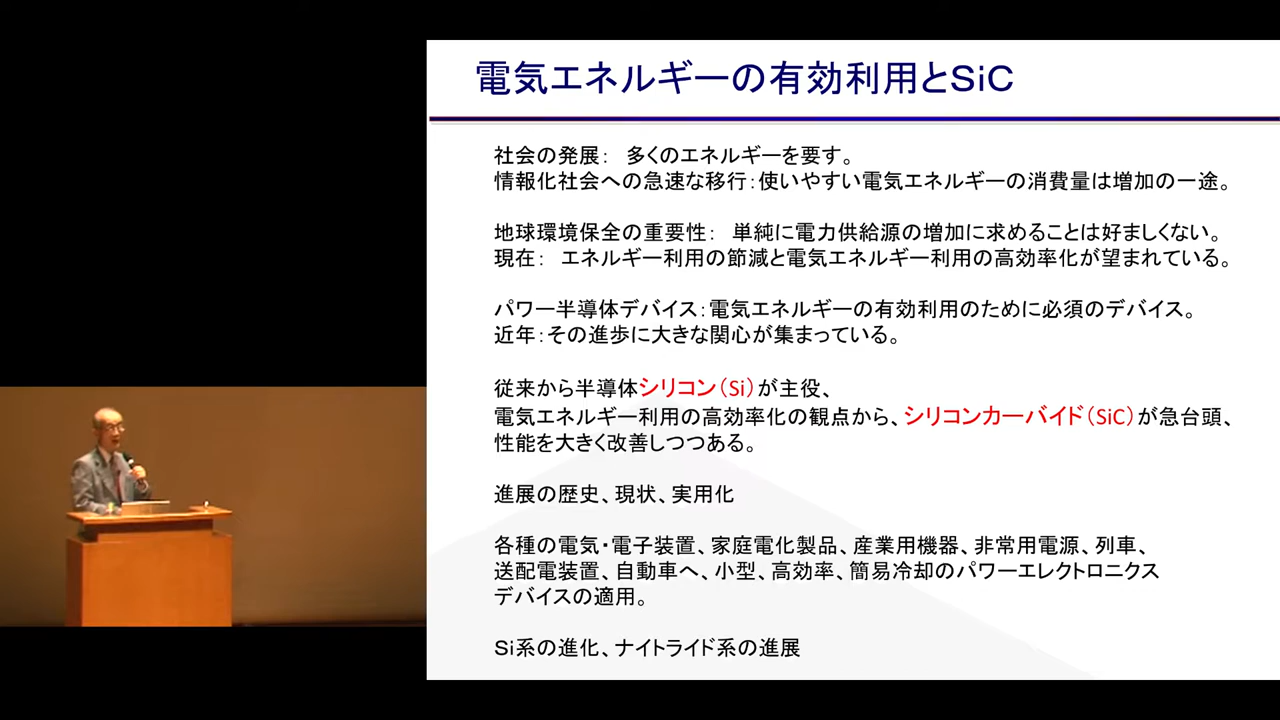 電気エネルギーの有効利用とSiC
社会の発展： 多くのエネルギーを要す。
情報化社会への急速な移行：使いやすい電気エネルギーの消費量は増加の一途。
地球環境保全の重要性： 単純に電力供給源の増加に求めることは好ましくない。
現在： エネルギー利用の節減と電気エネルギー利用の高効率化が望まれている。
パワー半導体デバイス：電気エネルギーの有効利用のために必須のデバイス。
近年：その進歩に大きな関心が集まっている。
従来から半導体シリコン（Si）が主役、
電気エネルギー利用の高効率化の観点から、シリコンカーバイド（SiC）が急台頭、
性能を大きく改善しつつある。
進展の歴史、現状、実用化
各種の電気・電子装置、家庭電化製品、産業用機器、非常用電源、列車、
送配電装置、自動車へ、小型、高効率、簡易冷却のパワーエレクトロニクス
デバイスの適用。
Si系の進化、ナイトライド系の進展